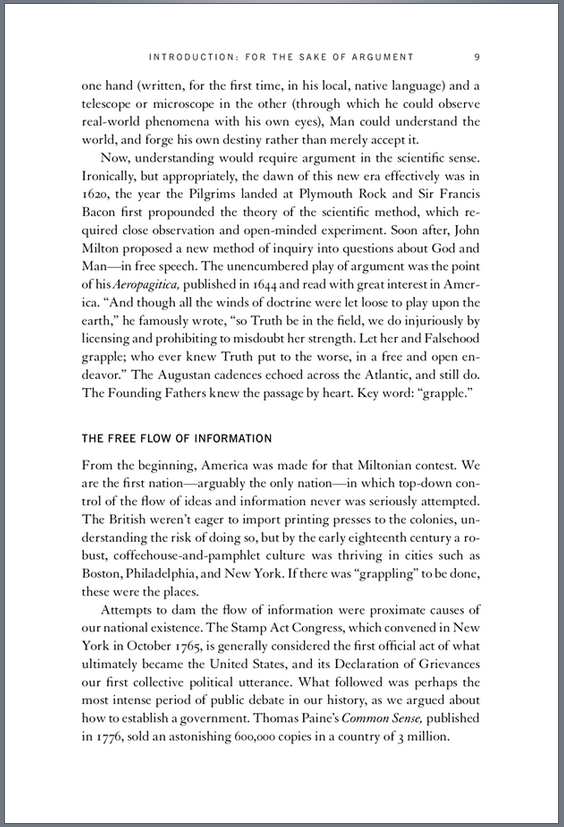 INTRODUCTION: FOR THE SAKE OF ARGUMENT 9
one hand (written, for the first time, in his local, native language) and a
telescope or microscope in the other (through which he could observe
real-world phenomena with his own eyes), Man could understand the
world, and forge his own destiny rather than merely accept it.
Now, understanding would require argument in the scientific sense.
Ironically, but appropriately, the dawn of this new era effectively was in
1620, the year the Pilgrims landed at Plymouth Rock and Sir Francis
Bacon first propounded the theory of the scientific method, which re-
quired close observation and open-minded experiment. Soon after, John
Milton proposed a new method of inquiry into questions about God and
Man—in free speech. The unencumbered play of argument was the point
of his Aeropagitica, published in 1644 and read with great interest in Amer-
ica. “And though all the winds of doctrine were let loose to play upon the
earth,” he famously wrote, “so Truth be in the field, we do injuriously by
licensing and prohibiting to misdoubt her strength. Let her and Falsehood
grapple; who ever knew Truth put to the worse, in a free and open en-
deavor.” The Augustan cadences echoed across the Atlantic, and still do.
The Founding Fathers knew the passage by heart. Key word: “grapple.”
THE FREE FLOW OF INFORMATION
From the beginning, America was made for that Miltonian contest. We
are the first nation—arguably the only nation—in which top-down con-
trol of the flow of ideas and information never was seriously attempted.
The British weren’t eager to import printing presses to the colonies, un-
derstanding the risk of doing so, but by the early eighteenth century a ro-
bust, coffeehouse-and-pamphlet culture was thriving in cities such as
Boston, Philadelphia, and New York. If there was “grappling” to be done,
these were the places.
Attempts to dam the flow of information were proximate causes of
our national existence. The Stamp Act Congress, which convened in New
York in October 1765, is generally considered the first official act of what
ultimately became the United States, and its Declaration of Grievances
our first collective political utterance. What followed was perhaps the
most intense period of public debate in our history, as we argued about
how to establish a government. Thomas Paine’s Common Sense, published
in 1776, sold an astonishing 600,000 copies in a country of 3 million.